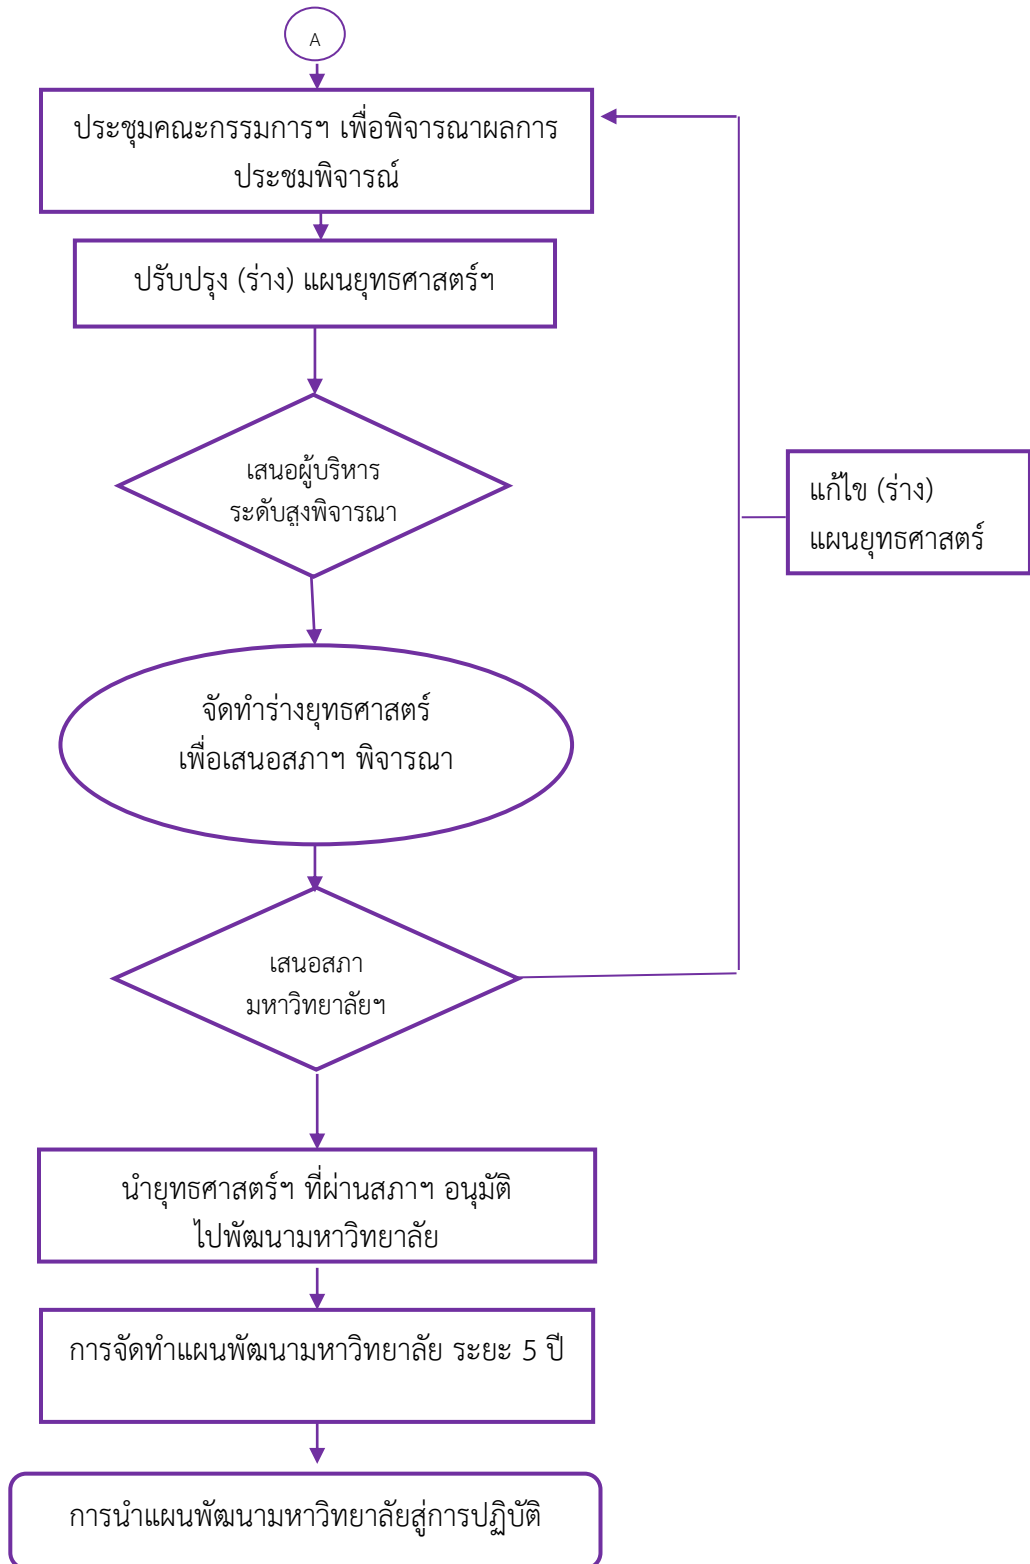 A
ประชุมคณะกรรมการฯ เพื่อพิจารณาผลการ
ประชมพิจารณ์
ปรับปรุง (ร่าง) แผนยุทธศาสตร์ฯ
เสนอผู้บริหาร
ระดับสูงพิจารณา
แก้ไข (ร่าง)
แผนยุทธศาสตร์
จัดทำร่างยุทธศาสตร์
เพื่อเสนอสภาฯ พิจารณา
เสนอสภา
มหาวิทยาลัยฯ
นำยุทธศาสตร์ฯ ที่ผ่านสภาฯ อนุมัติ
ไปพัฒนามหาวิทยาลัย
การจัดทำแผนพัฒนามหาวิทยาลัย ระยะ 5 ปี
การนำแผนพัฒนามหาวิทยาลัยสู่การปฏิบัติ